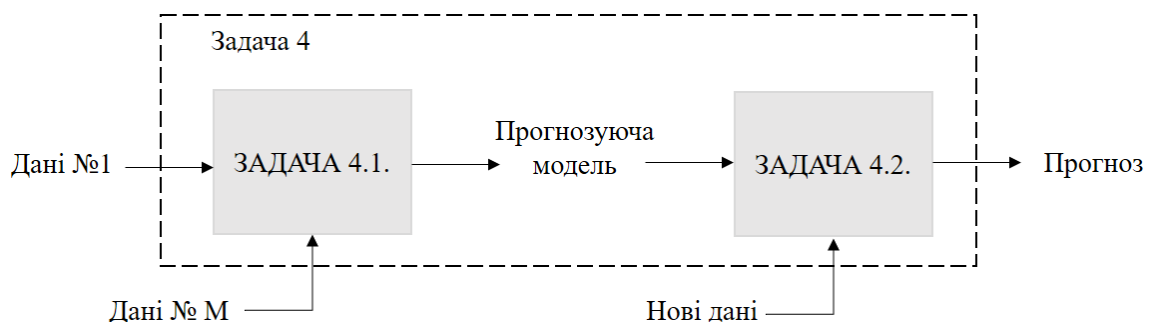 Задача 4
Дані №1
ЗАДАЧА 4.1.
Прогнозуюча
модель
ЗАДАЧА 4.2.
Прогноз
Дані № М
Нові дані